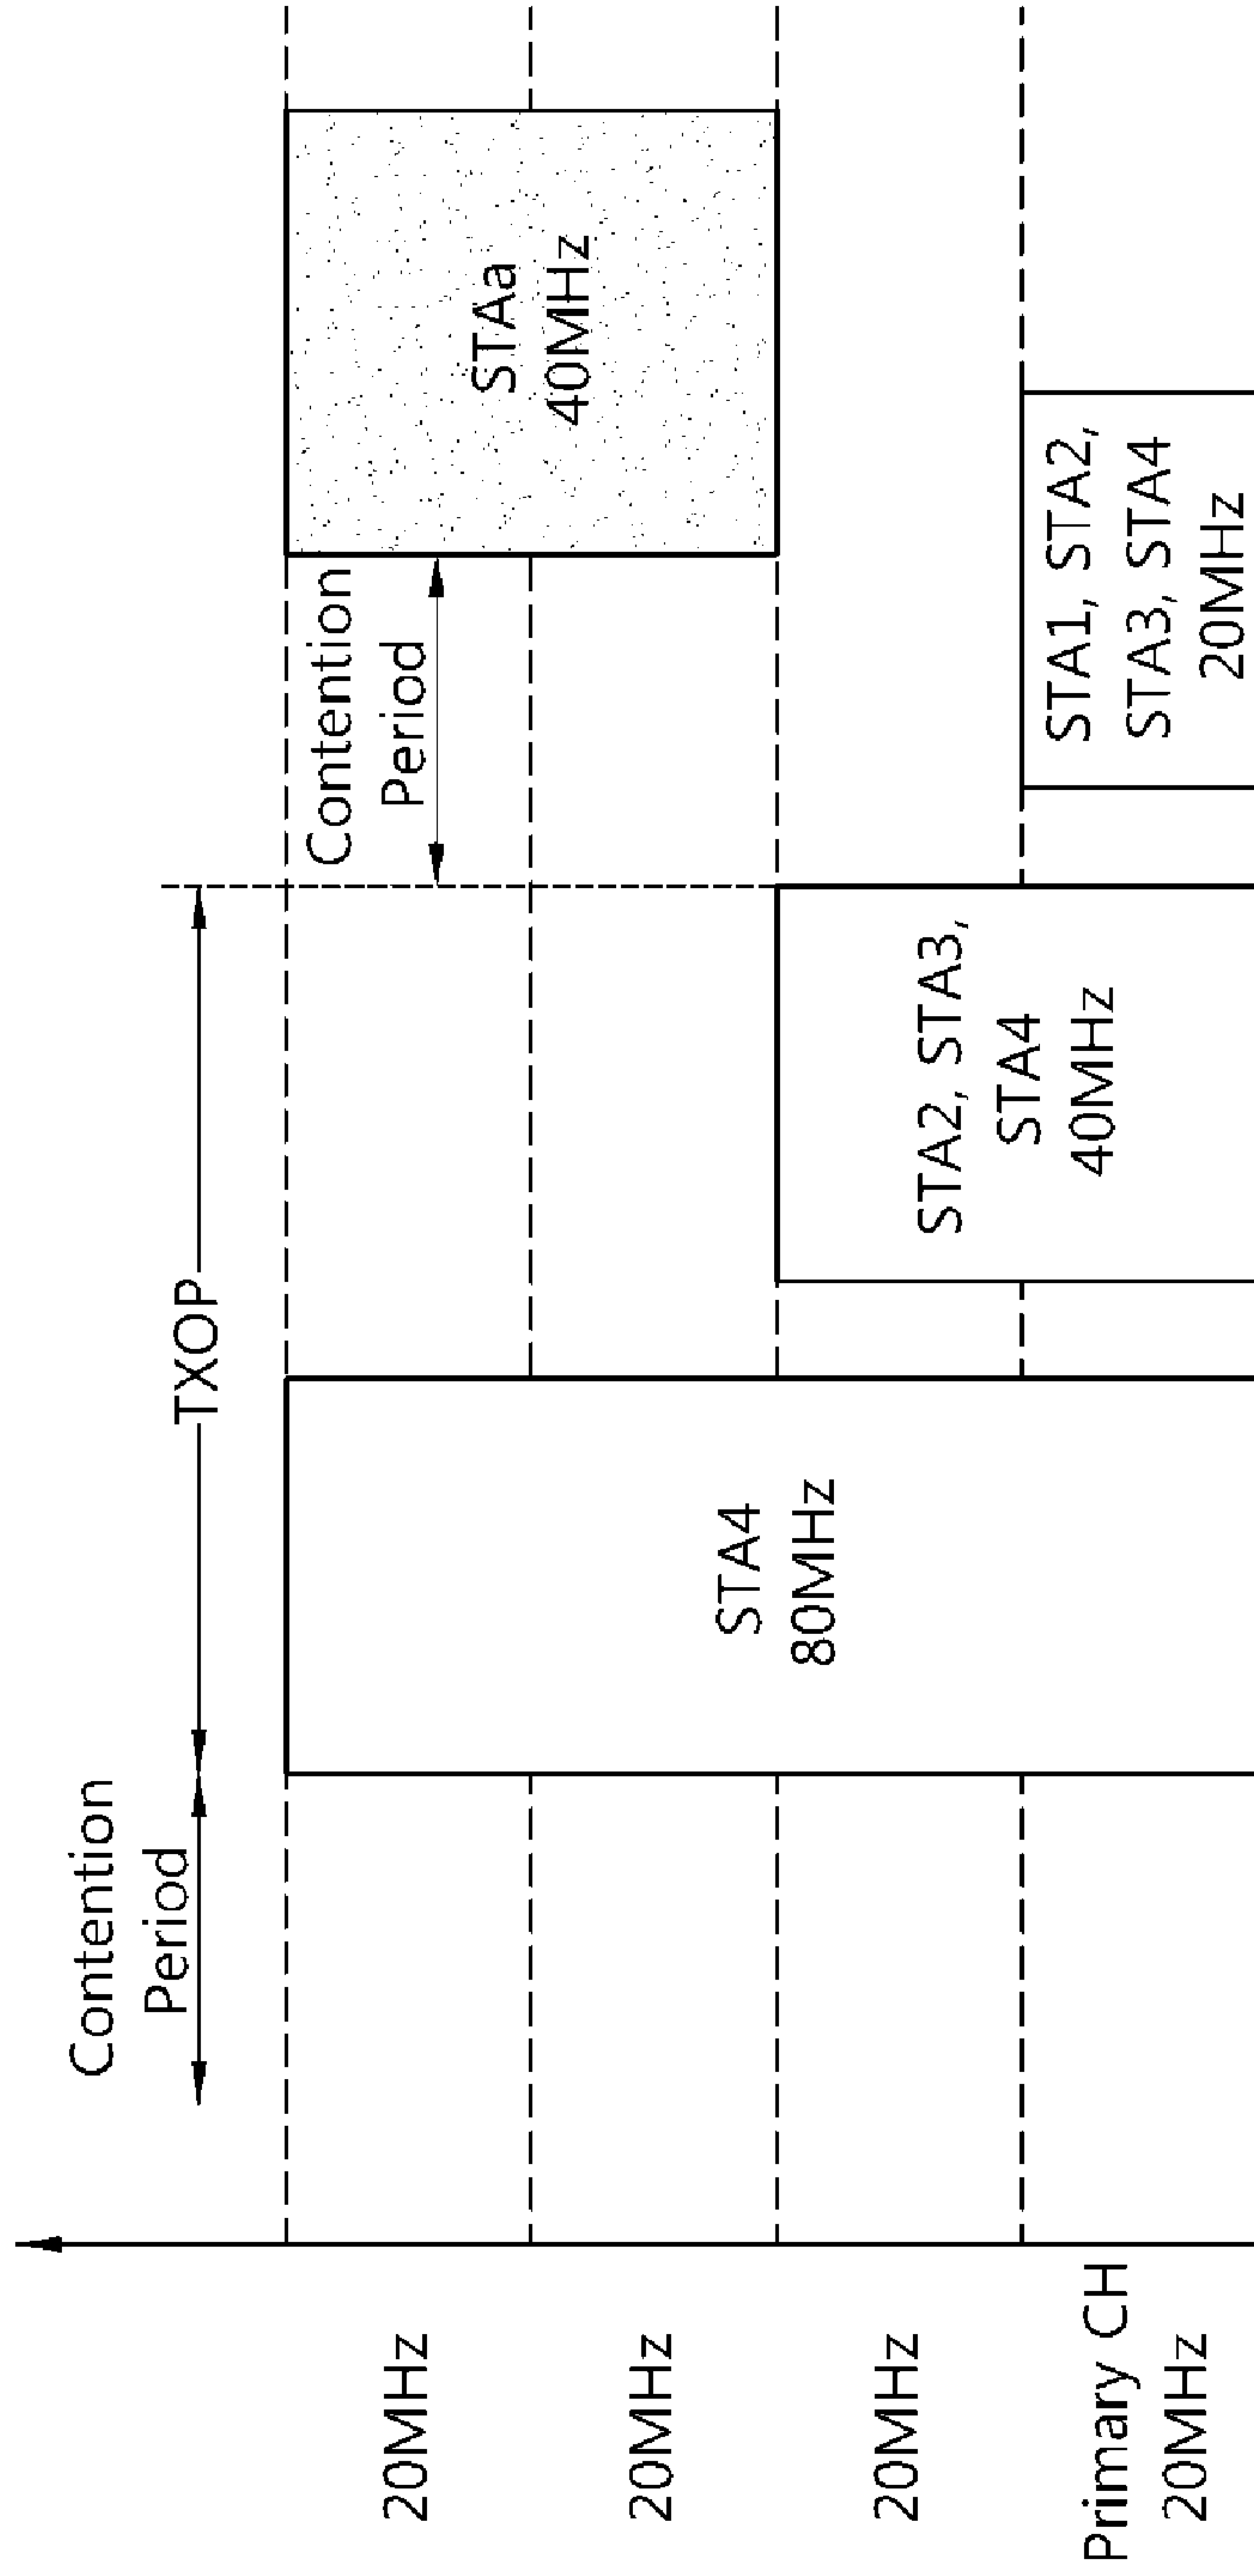 Contention
Period
TXOP
20MHz
20MHz
20MHz
Primary CH
20MHz
STA4
80MHz
STA2, STA3,
STA4
40MHz
Contention
Period
STAa
40MHz
STA1, STA2,
STA3, STA4
20MHz